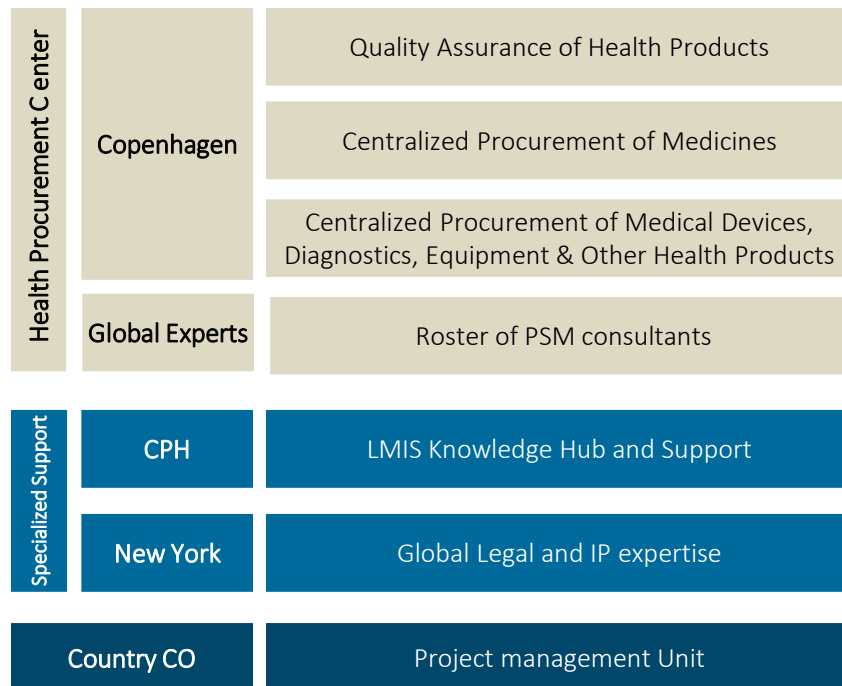 Health Procurement C enter
Copenhagen
Quality Assurance of Health Products
Centralized Procurement of Medicines
Centralized Procurement of Medical Devices,
Diagnostics, Equipment & Other Health Products
Global Experts
Roster of PSM consultants
Specialized Support
CPH
LMIS Knowledge Hub and Support
New York
Global Legal and IP expertise
Country CO
Project management Unit